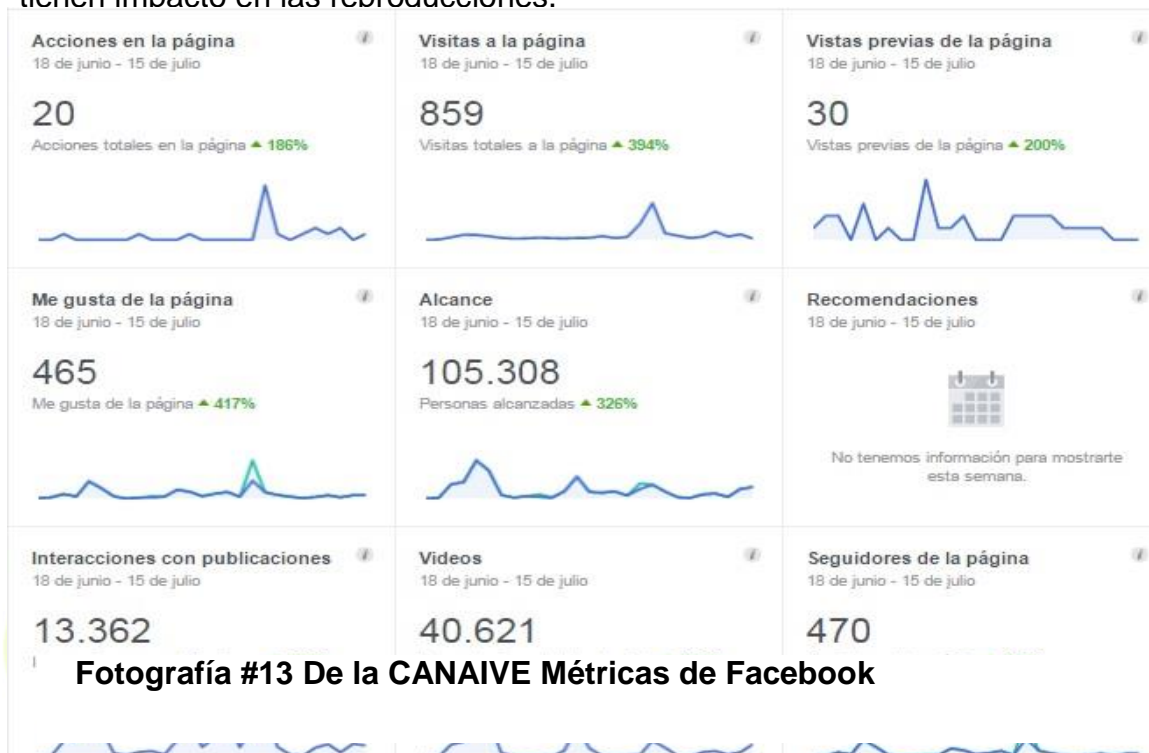 tienen impacto en las reproducciones.
Acciones en la página
18 de junio - 15 de julio
20
Acciones totales en la página ▲ 186%
Visitas a la página
18 de junio - 15 de julio
859
Visitas totales a la página ▲ 394%
Vistas previas de la página
18 de junio - 15 de julio
30
Vistas previas de la página ▲ 200%
Me gusta de la página
18 de junio - 15 de julio
465
Me gusta de la página ▲ 417%
Alcance
18 de junio - 15 de julio
105.308
Personas alcanzadas ▲ 326%
Recomendaciones
18 de junio - 15 de julio
No tenemos información para mostrarte
esta semana.
Interacciones con publicaciones
18 de junio - 15 de julio
13.362
Videos
18 de junio - 15 de julio
40.621
Seguidores de la página
18 de junio - 15 de julio
470
Fotografía #13 De la CANAIVE Métricas de Facebook